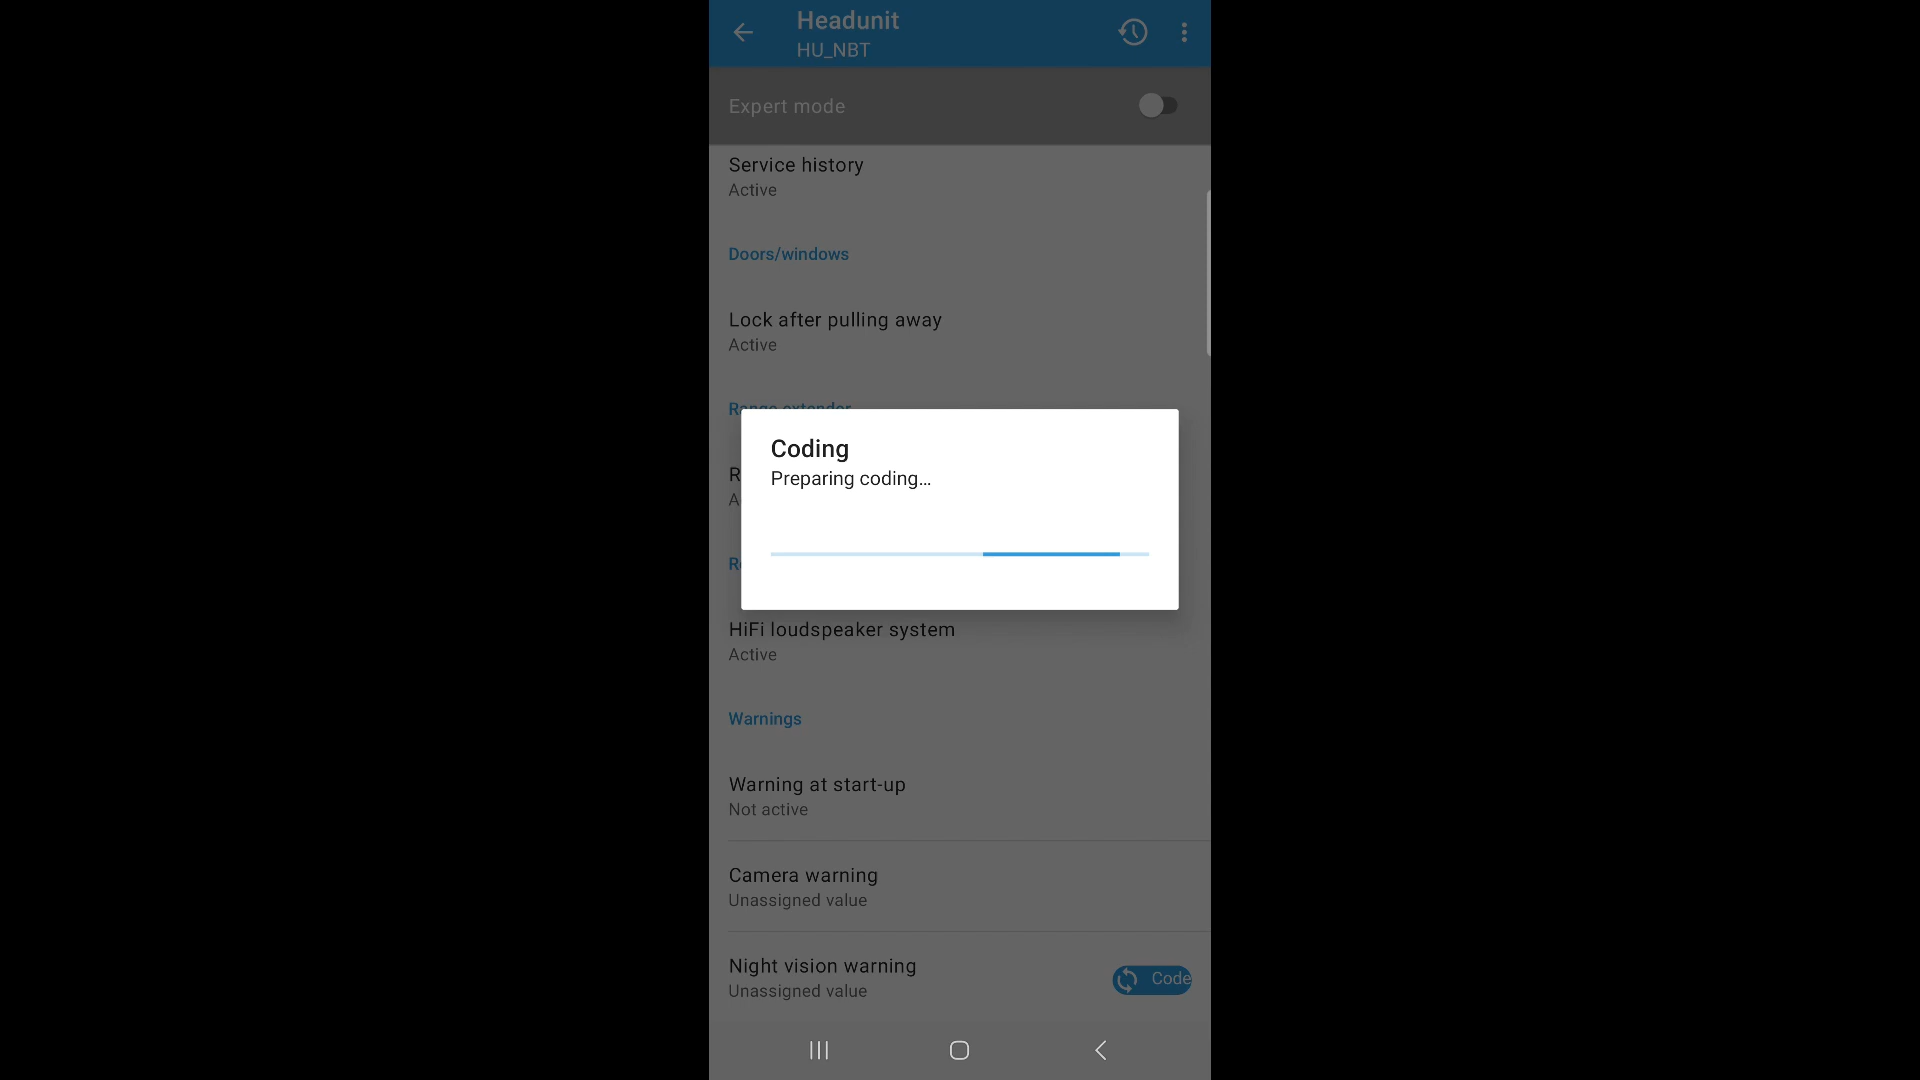 Headunit
HU_NBT
Expert mode
Service history
Active
Doors/windows
Lock after pulling away
Active
Range extender
R
A
Coding
Preparing coding...
R
HiFi loudspeaker system
Active
Warnings
Warning at start-up
Not active
Camera warning
Unassigned value
Night vision warning
Unassigned value
Code